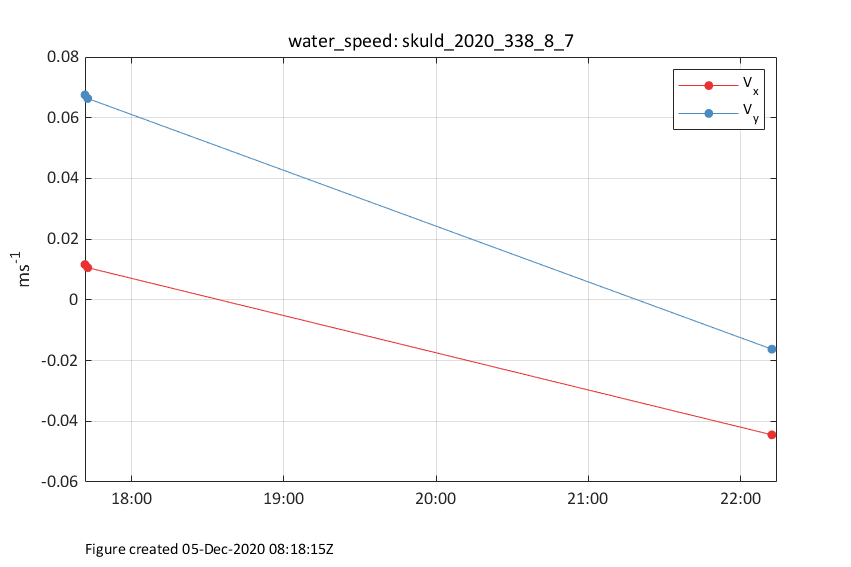 water_speed: skuld_2020_338_8_7
0.08
0.06
0.04
0.02
0
-0.02
-0.04
-0.06
ms-1
Vx
Vy
18:00 19:00 20:00 21:00 22:00
Figure created 05-Dec-2020 08:18:15Z